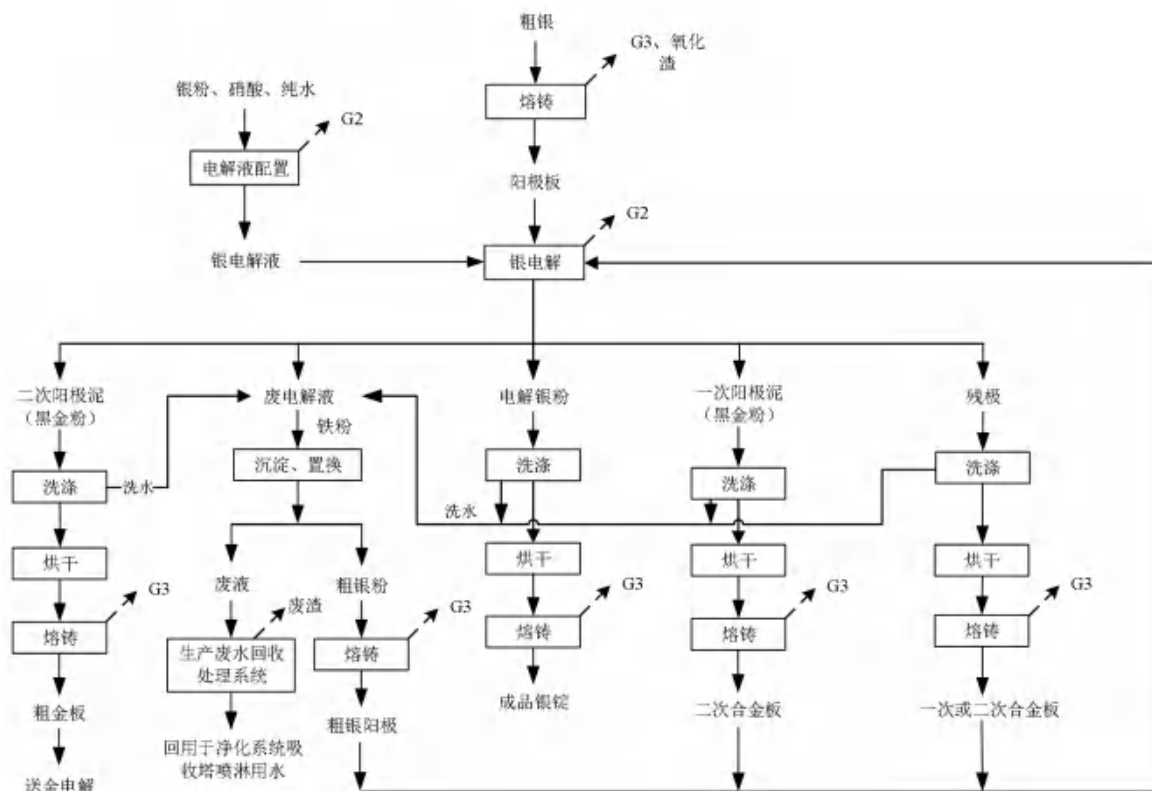 粗银
G3、氧化
渣
银粉、硝酸、纯水
熔铸
G2
电解液配置
阳极板
G2
银电解液
银电解
二次阳极泥
（黑金粉）
废电解液
电解银粉
一次阳极泥
（黑金粉）
残极
铁粉
洗涤
洗水
沉淀、置换
洗涤
洗涤
洗涤
洗水
烘干
废液
粗银粉
烘干
烘干
烘干
G3
废渣
G3
G3
G3
G3
熔铸
生产废水回收
处理系统
熔铸
熔铸
熔铸
熔铸
粗金板
粗银阳极
成品银锭
二次合金板
一次或二次合金板
回用于净化系统吸
收塔喷淋用水
送金电解